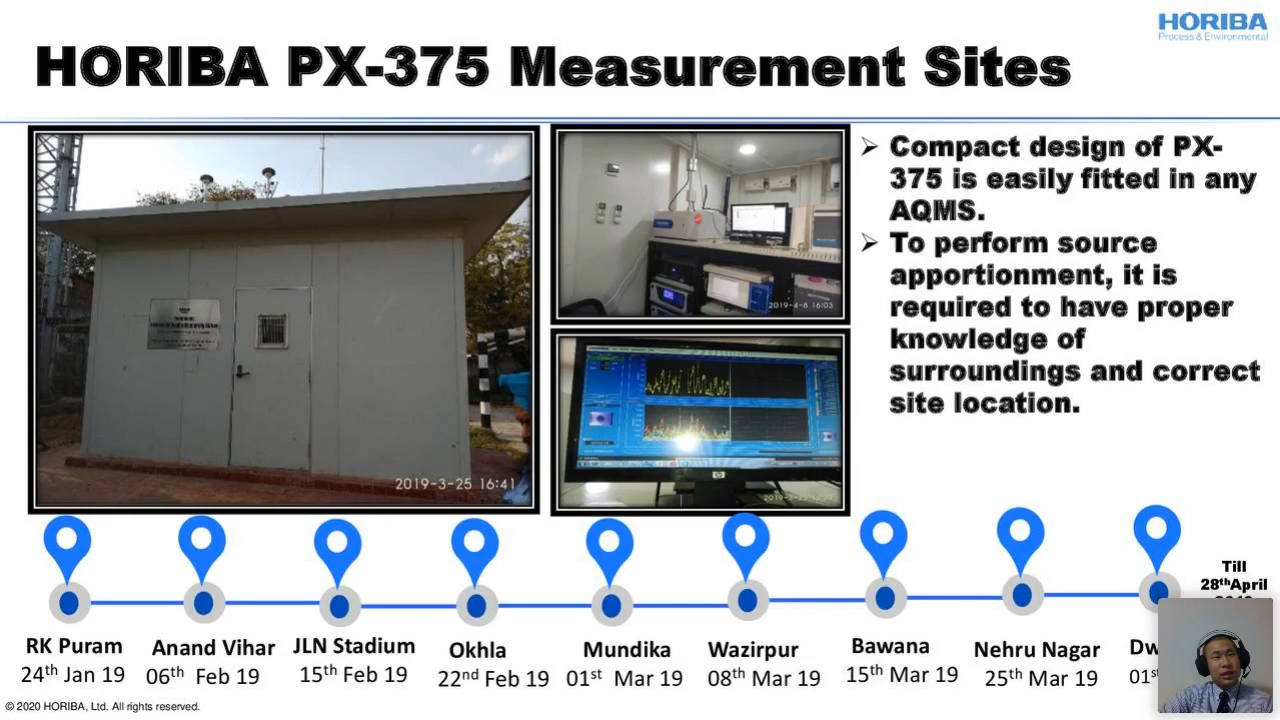 HORIBA
Process & Environmental
HORIBA PX-375 Measurement Sites
Compact design of PX-
375 is easily fitted in any
AQMS.
To perform source
apportionment, it is
required to have proper
knowledge of
surroundings and correct
site location.
2019-3-25 16:41
2019-4-6 16:03
Till
28thApril
RK Puram
24th Jan 19
Anand Vihar
06th Feb 19
JLN Stadium
15th Feb 19
Okhla
22nd Feb 19
Mundika
01st Mar 19
Wazirpur
08th Mar 19
Bawana
15th Mar 19
Nehru Nagar
25th Mar 19
© 2020 HORIBA, Ltd. All rights reserved.